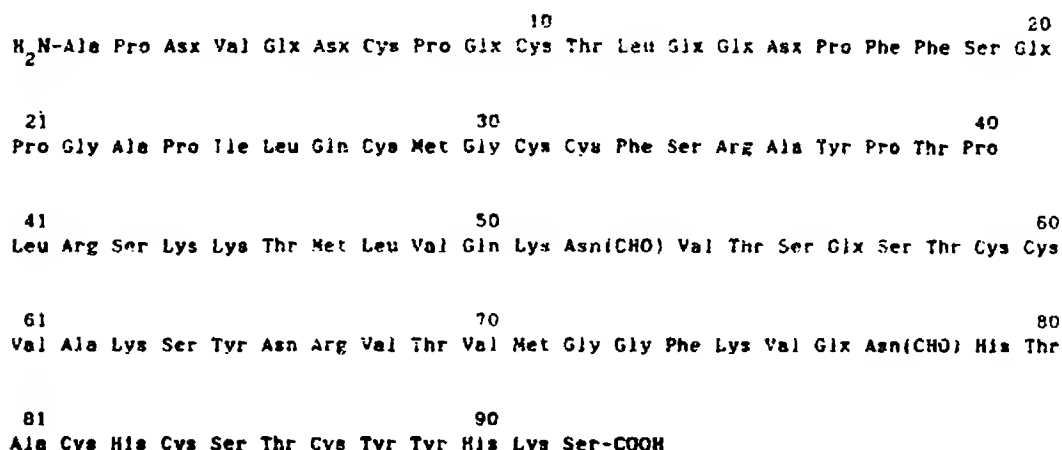 10 20
H2N-Ala Pro Asx Val Glx Asx Cys Pro Glx Cys Thr Leu Glx Glx Asx Pro Phe Phe Ser Glx
21 30 40
Pro Gly Ala Pro Ile Leu Gln Cys Met Gly Cys Cys Phe Ser Arg Ala Tyr Pro Thr Pro
41 50 60
Leu Arg Ser Lys Lys Thr Met Leu Val Gln Lys Asn(CHO) Val Thr Ser Glx Ser Thr Cys Cys
61 70 80
Val Ala Lys Ser Tyr Asn Arg Val Thr Val Met Gly Gly Phe Lys Val Glx Asn(CHO) His Thr
81 90
Ala Cys His Cys Ser Thr Cys Tyr Tyr His Lys Ser-COOH